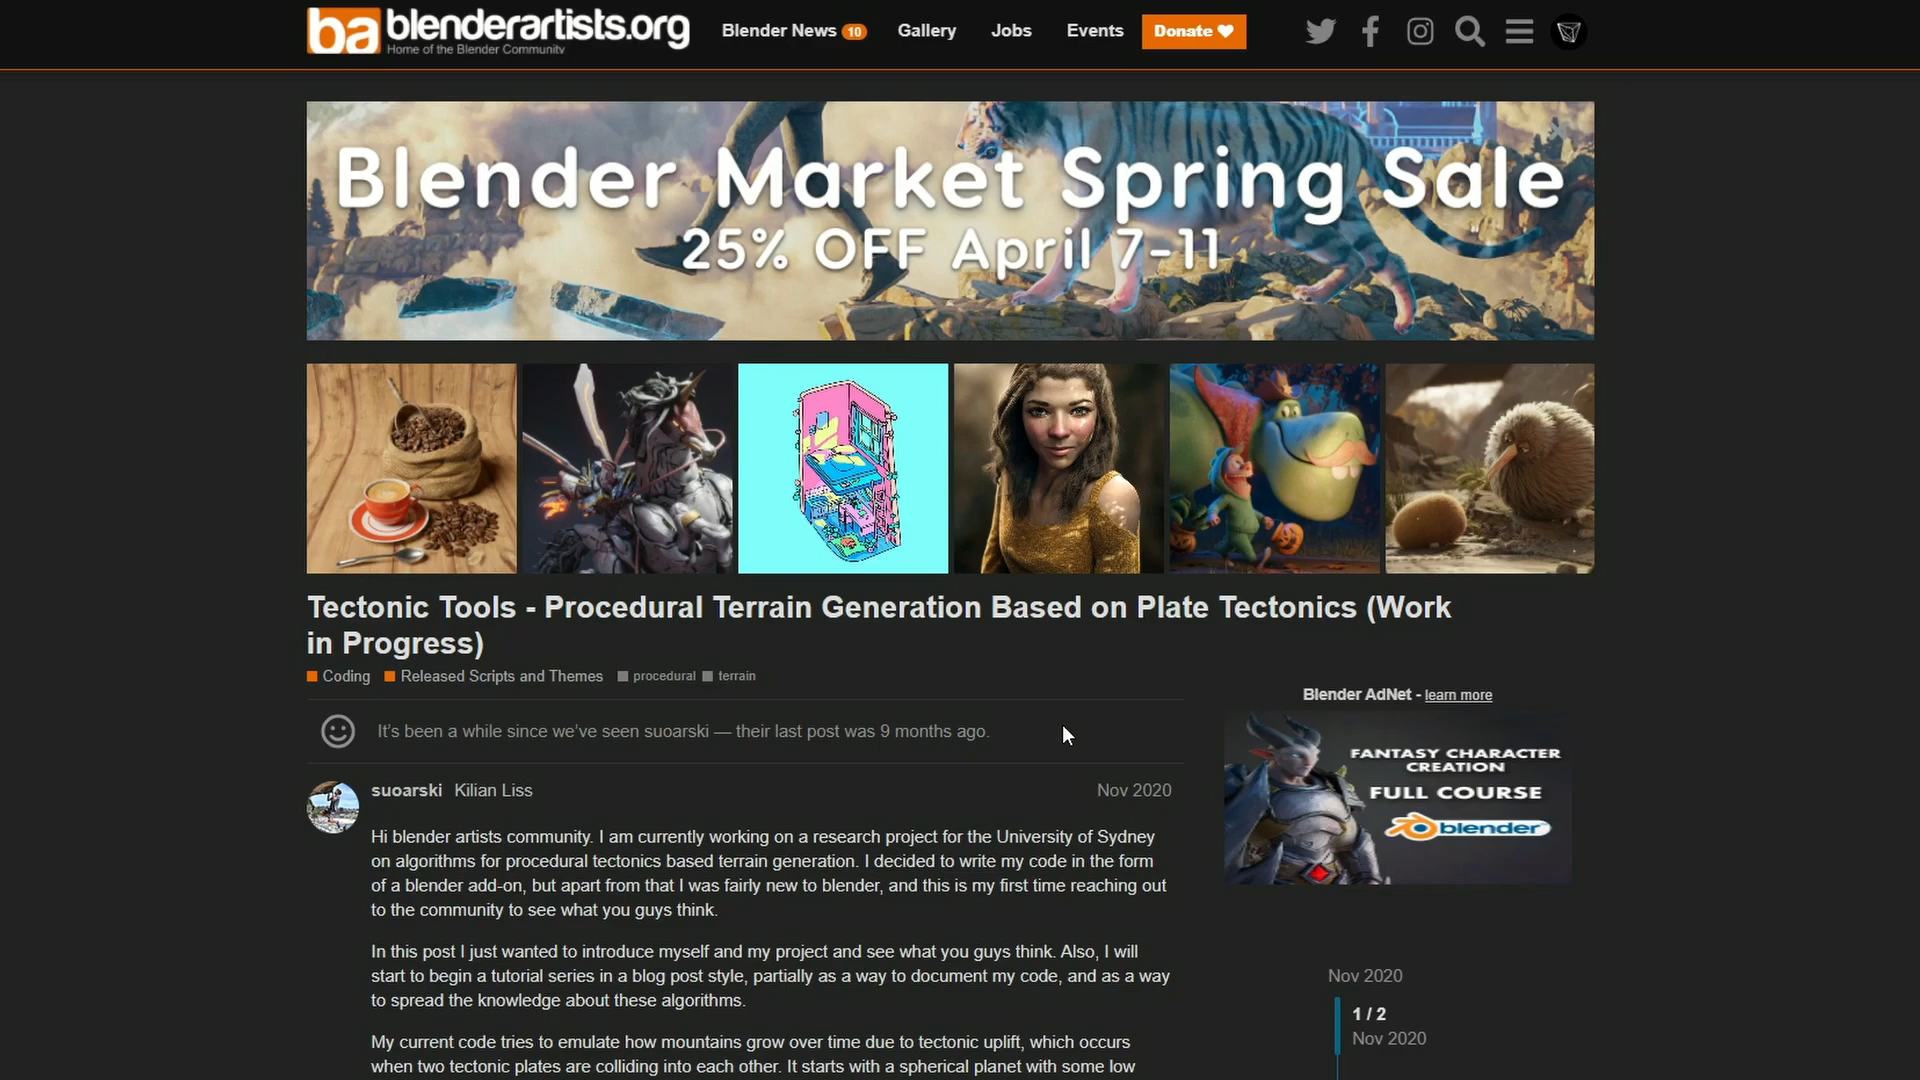 ba blenderartists.org
Home of the Blender Community
Blender News 10 Gallery Jobs Events Donate
Blender Market Spring Sale
25% OFF April 7-11
Tectonic Tools - Procedural Terrain Generation Based on Plate Tectonics (Work
in Progress)
Coding Released Scripts and Themes procedural terrain
It's been a while since we've seen suoarski — their last post was 9 months ago.
suoarski Kilian Liss Nov 2020
Hi blender artists community. I am currently working on a research project for the University of Sydney
on algorithms for procedural tectonics based terrain generation. I decided to write my code in the form
of a blender add-on, but apart from that I was fairly new to blender, and this is my first time reaching out
to the community to see what you guys think.
In this post I just wanted to introduce myself and my project and see what you guys think. Also, I will
start to begin a tutorial series in a blog post style, partially as a way to document my code, and as a way
to spread the knowledge about these algorithms.
My current code tries to emulate how mountains grow over time due to tectonic uplift, which occurs
when two tectonic plates are colliding into each other. It starts with a spherical planet with some low
Blender AdNet - learn more
FANTASY CHARACTER
CREATION
FULL COURSE
blender
Nov 2020
1 / 2
Nov 2020